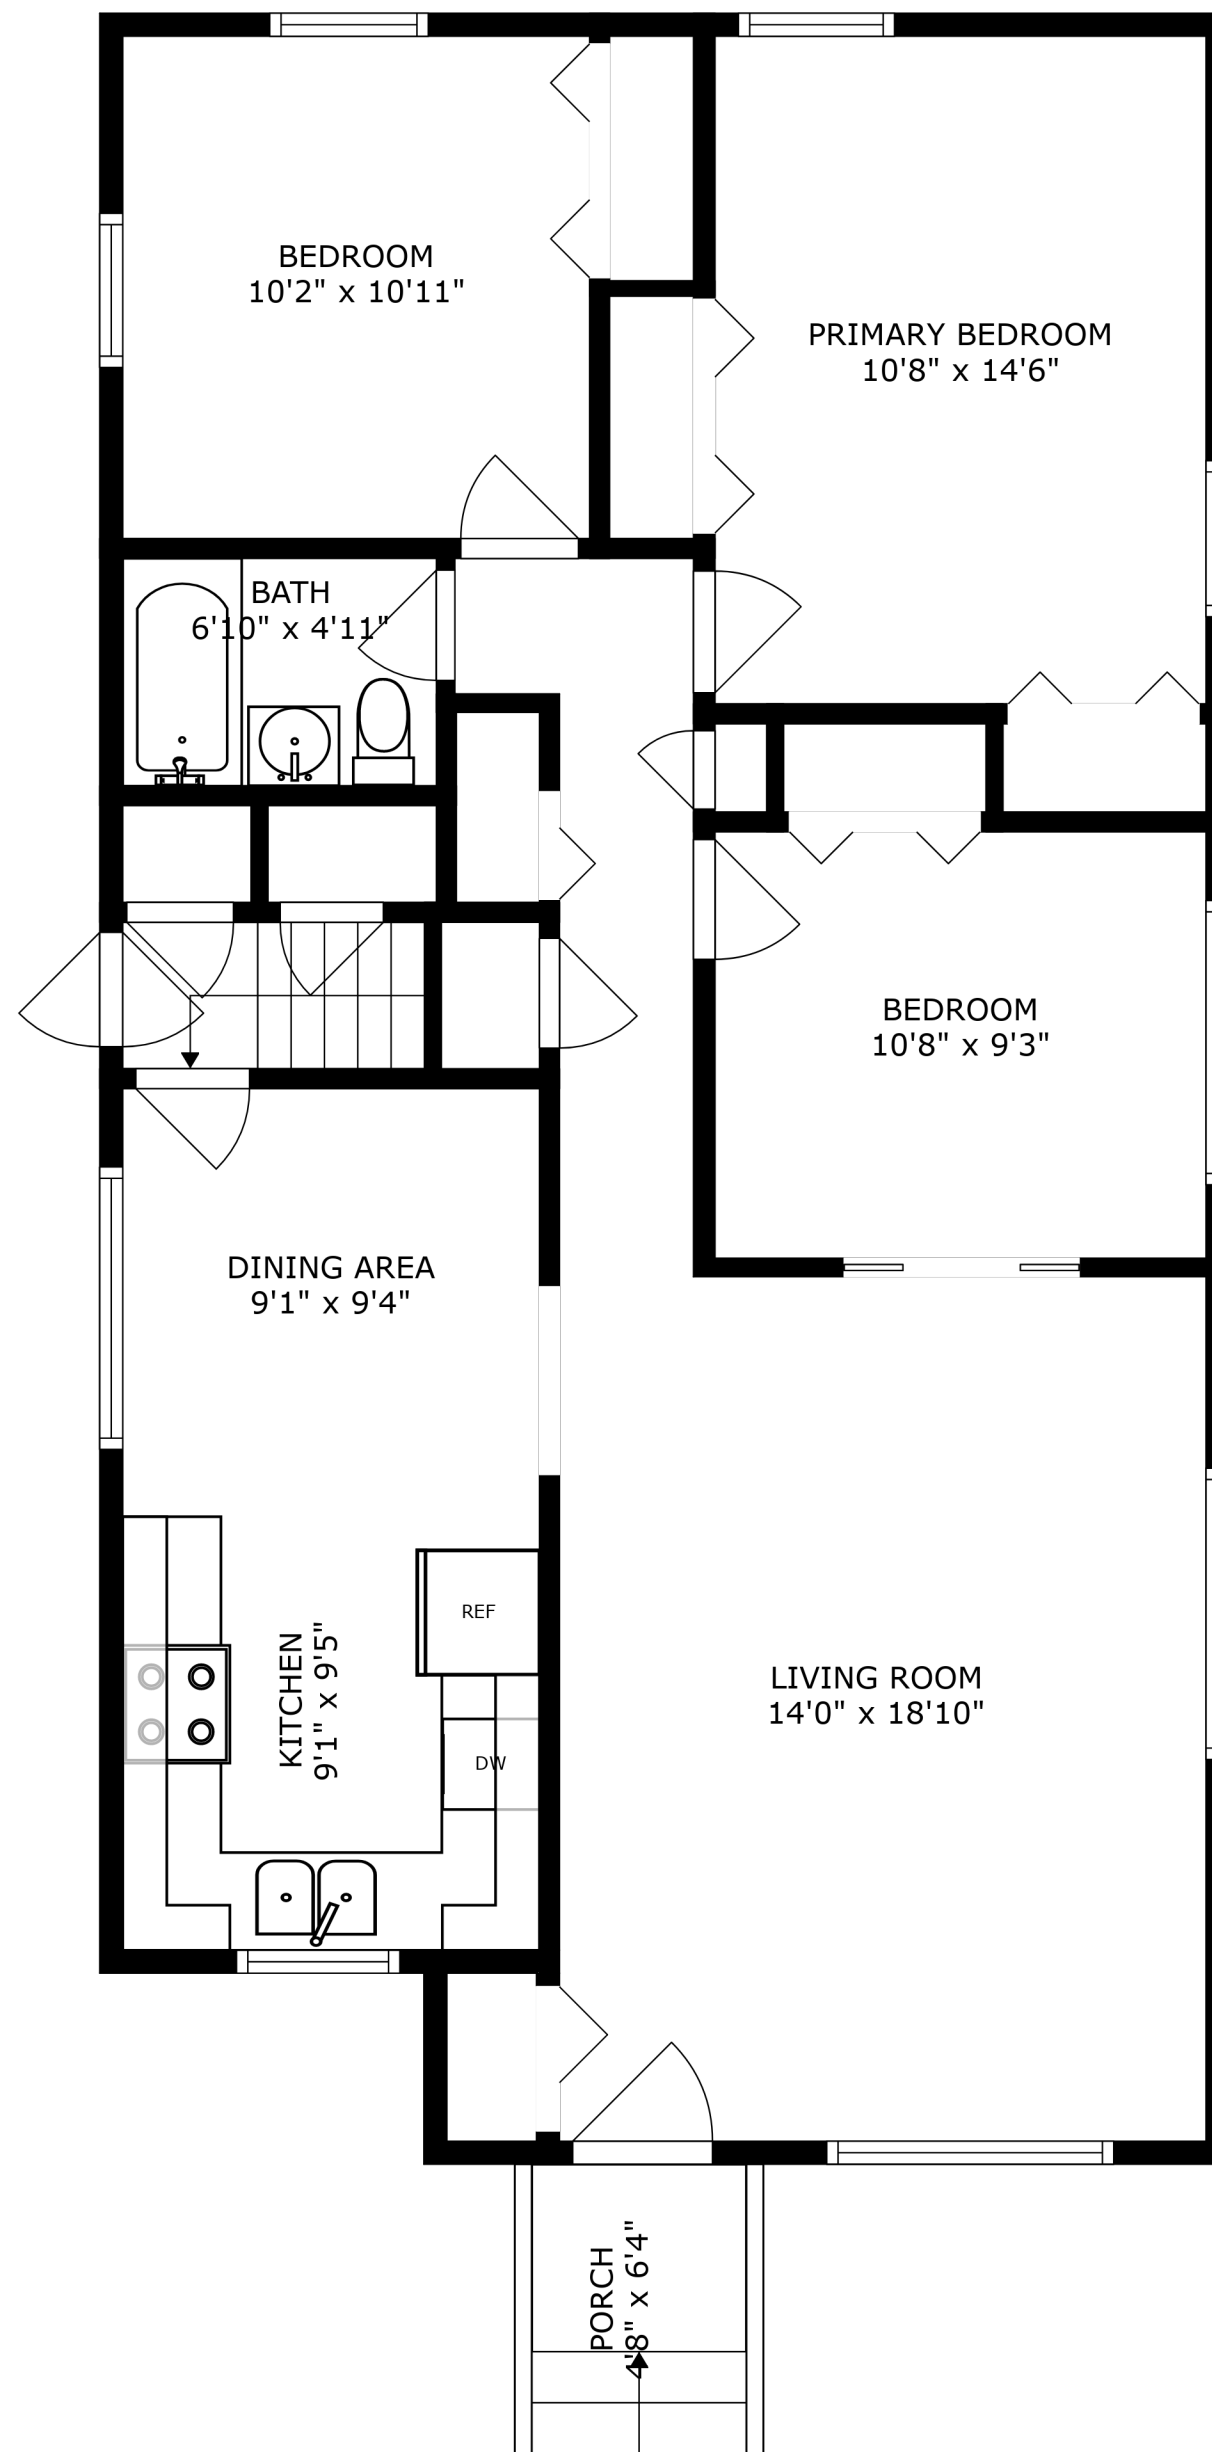 BEDROOM
10'2" x 10'11"
PRIMARY BEDROOM
10'8" x 14'6"
BATH
6'10" x 4'11"
BEDROOM
10'8" x 9'3"
DINING AREA
9'1" x 9'4"
REF
KITCHEN
9'1" x 9'5"
DW
LIVING ROOM
14'0" x 18'10"
PORCH
4'8" x 6'4"